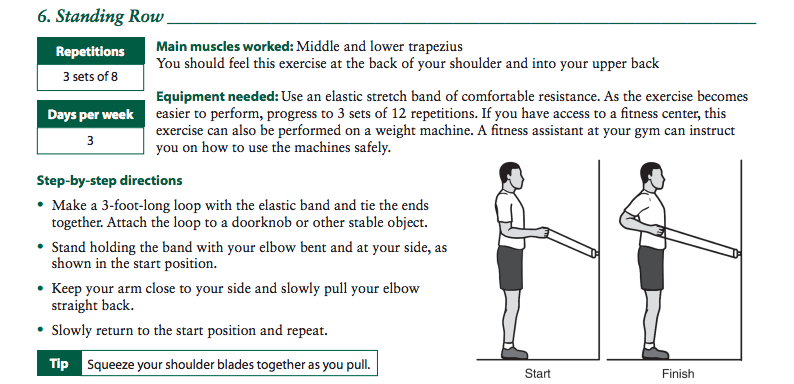 6. Standing Row
Repetitions
3 sets of 8
Days per week
3
Main muscles worked: Middle and lower trapezius
You should feel this exercise at the back of your shoulder and into your upper back
Equipment needed: Use an elastic stretch band of comfortable resistance. As the exercise becomes
easier to perform, progress to 3 sets of 12 repetitions. If you have access to a fitness center, this
exercise can also be performed on a weight machine. A fitness assistant at your gym can instruct
you on how to use the machines safely.
Step-by-step directions
• Make a 3-foot-long loop with the elastic band and tie the ends
together. Attach the loop to a doorknob or other stable object.
• Stand holding the band with your elbow bent and at your side, as
shown in the start position.
• Keep your arm close to your side and slowly pull your elbow
straight back.
• Slowly return to the start position and repeat.
Tip Squeeze your shoulder blades together as you pull.
Start
Finish